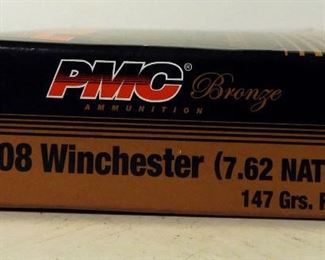 PMC Bronze
AMMUNITION
08 Winchester (7.62 NAT
147 Grs. F